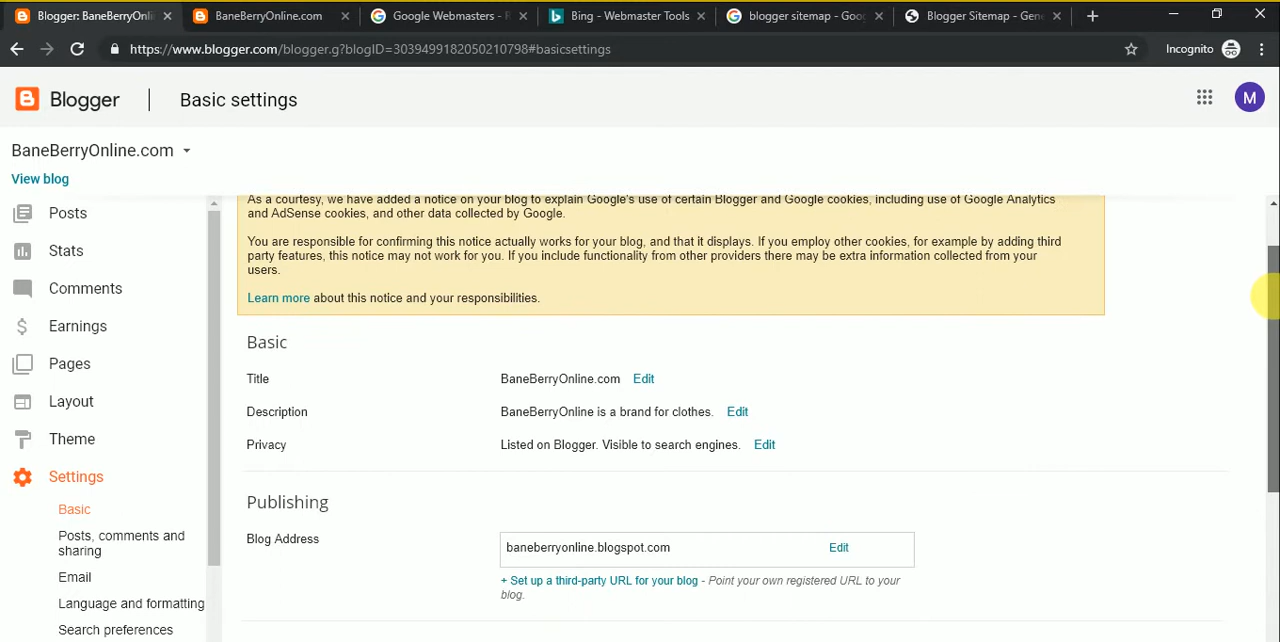 Blogger: BaneBerryOnli
BaneBerryOnline.com
Google Webmasters - 
Bing - Webmaster Tools
blogger sitemap - Goo
Blogger Sitemap - Gen
https://www.blogger.com/blogger.g?blogID=3039499182050210798#basicsettings
Incognito
Blogger
Basic settings
M
BaneBerryOnline.com
View blog
As a courtesy, we have added a notice on your blog to explain Google's use of certain Blogger and Google cookies, including use of Google Analytics
and AdSense cookies, and other data collected by Google.
You are responsible for confirming this notice actually works for your blog, and that it displays. If you employ other cookies, for example by adding third
party features, this notice may not work for you. If you include functionality from other providers there may be extra information collected from your
users.
Learn more about this notice and your responsibilities.
Posts
Stats
Comments
Earnings
Pages
Layout
Theme
Settings
Basic
Posts, comments and
sharing
Email
Language and formatting
Search preferences
Basic
Title BaneBerryOnline.com Edit
Description BaneBerryOnline is a brand for clothes. Edit
Privacy Listed on Blogger. Visible to search engines. Edit
Publishing
Blog Address baneberryonline.blogspot.com Edit
+ Set up a third-party URL for your blog - Point your own registered URL to your
blog.